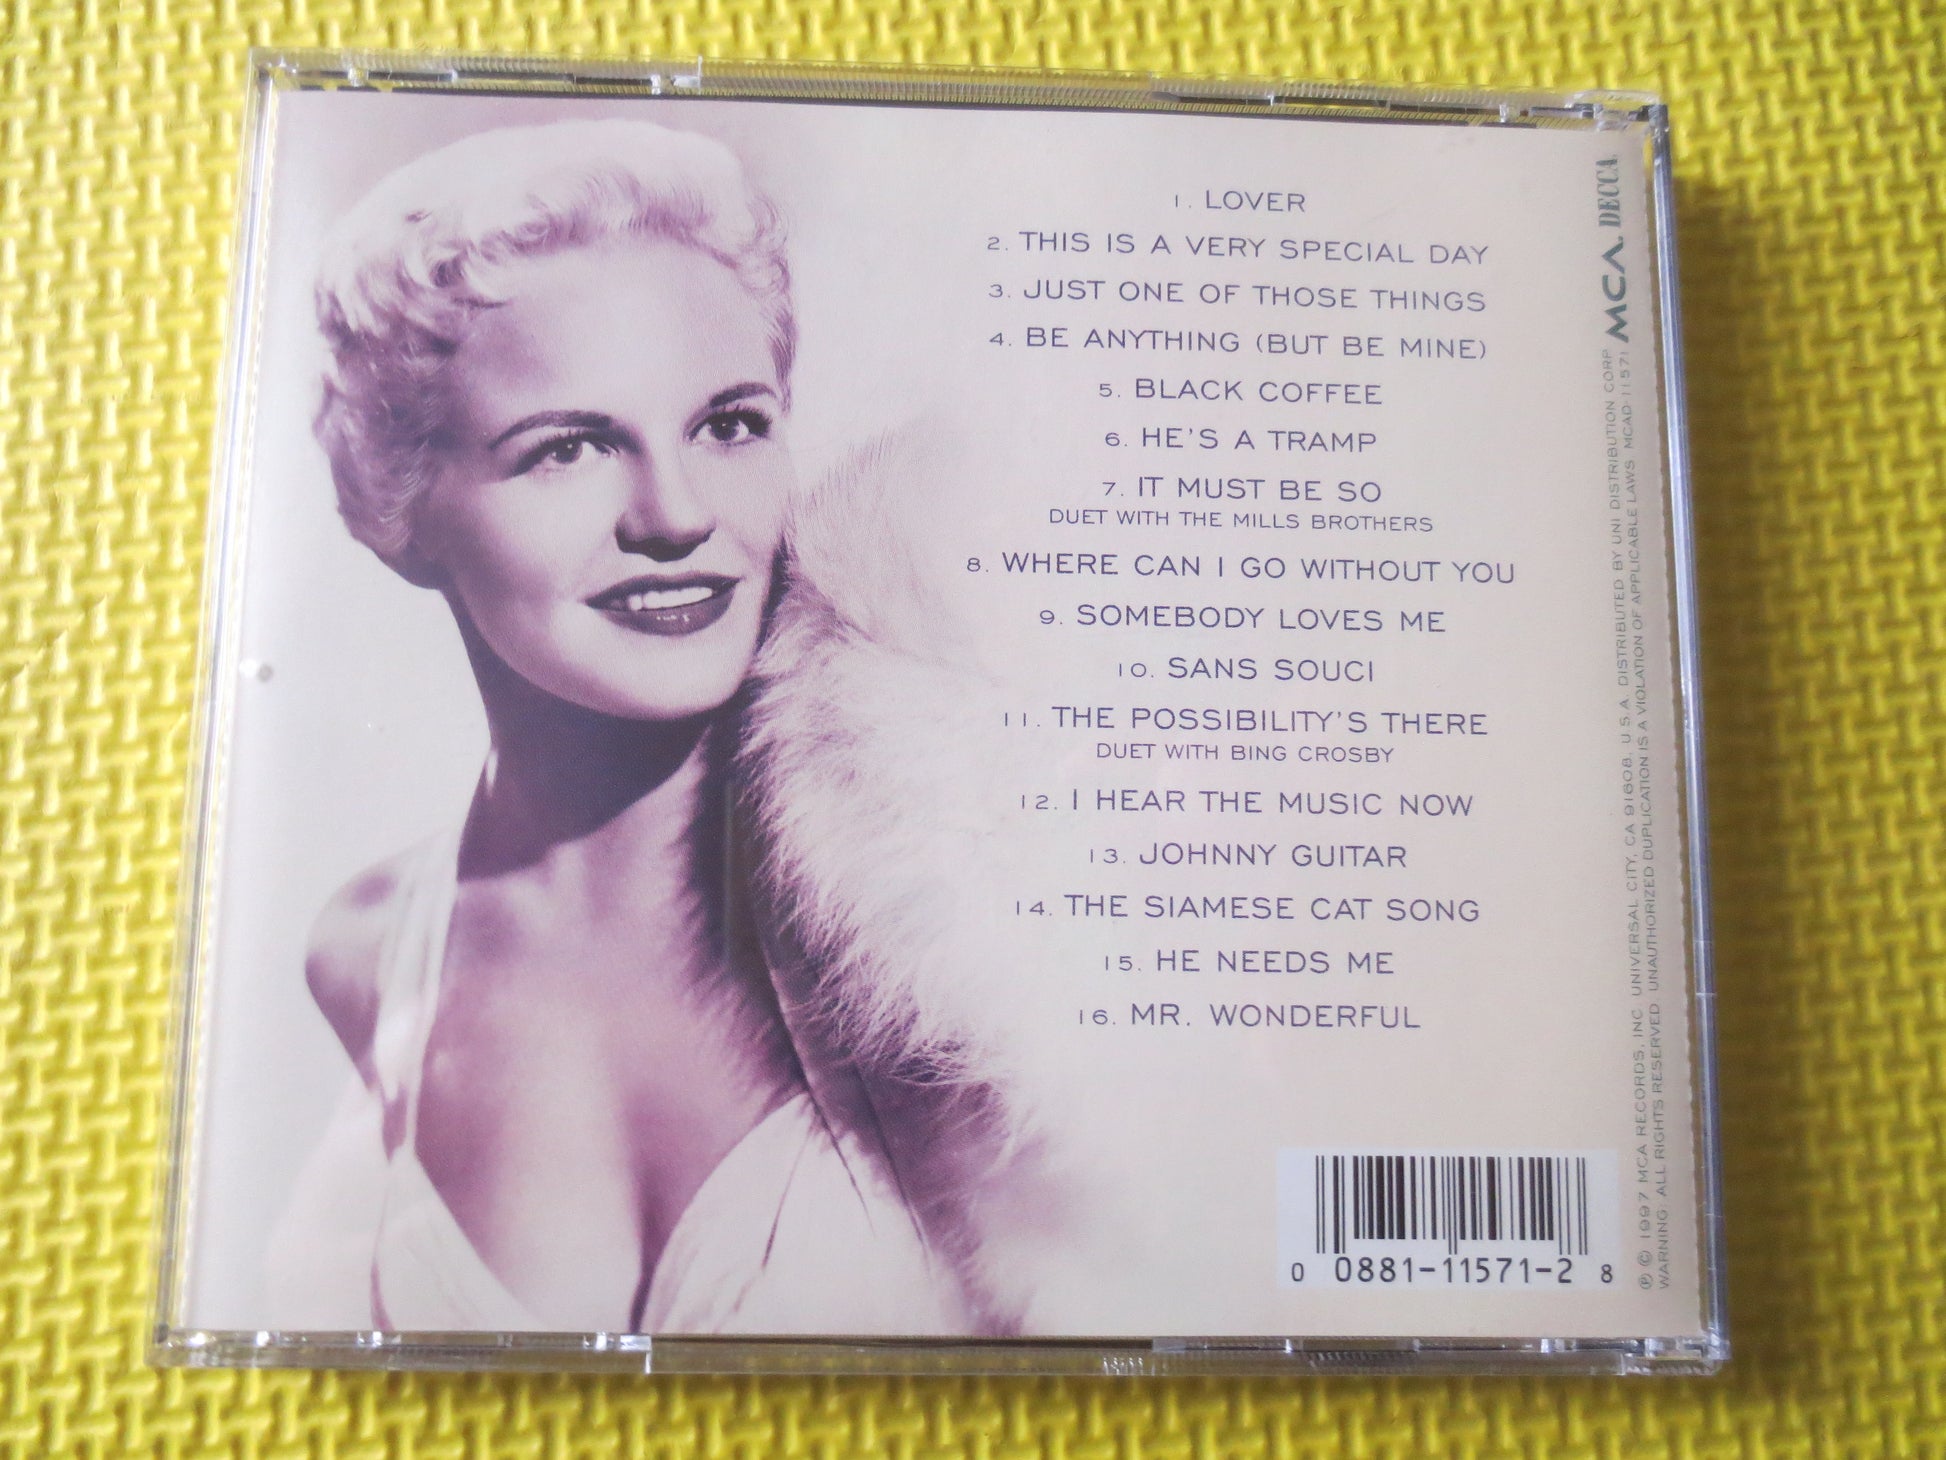 1. LOVER
2. THIS IS A VERY SPECIAL DAY
3. JUST ONE OF THOSE THINGS
4. BE ANYTHING (BUT BE MINE)
5. BLACK COFFEE
6. HE'S A TRAMP
7. IT MUST BE SO
DUET WITH THE MILLS BROTHERS
8. WHERE CAN I GO WITHOUT YOU
9. SOMEBODY LOVES ME
10. SANS SOUCI
11. THE POSSIBILITY'S THERE
DUET WITH BING CROSBY
12. I HEAR THE MUSIC NOW
13. JOHNNY GUITAR
14. THE SIAMESE CAT SONG
15. HE NEEDS ME
16. MR. WONDERFUL
0 0881-11571-2 8
MCA. DECCA
℗ © 1997 MCA RECORDS, INC. UNIVERSAL CITY, CA 91608. U.S.A. DISTRIBUTED BY UNI DISTRIBUTION CORP
WARNING: ALL RIGHTS RESERVED. UNAUTHORIZED DUPLICATION IS A VIOLATION OF APPLICABLE LAWS MCAD-11571